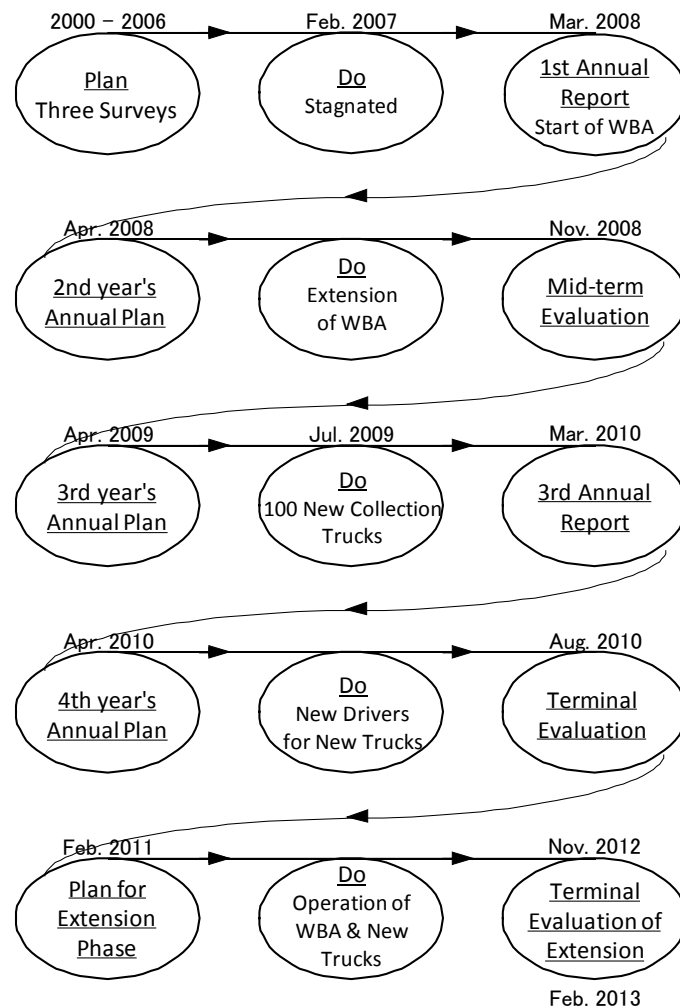 2000 – 2006
Feb. 2007
Mar. 2008
Plan
Three Surveys
Do
Stagnated
1st Annual
Report
Start of WBA
Apr. 2008
Nov. 2008
2nd year's
Annual Plan
Do
Extension
of WBA
Mid-term
Evaluation
Apr. 2009
Jul. 2009
Mar. 2010
3rd year's
Annual Plan
Do
100 New Collection
Trucks
3rd Annual
Report
Apr. 2010
Aug. 2010
4th year's
Annual Plan
Do
New Drivers
for New Trucks
Terminal
Evaluation
Feb. 2011
Nov. 2012
Plan for
Extension
Phase
Do
Operation of
WBA & New
Trucks
Terminal
Evaluation of
Extension
Feb. 2013